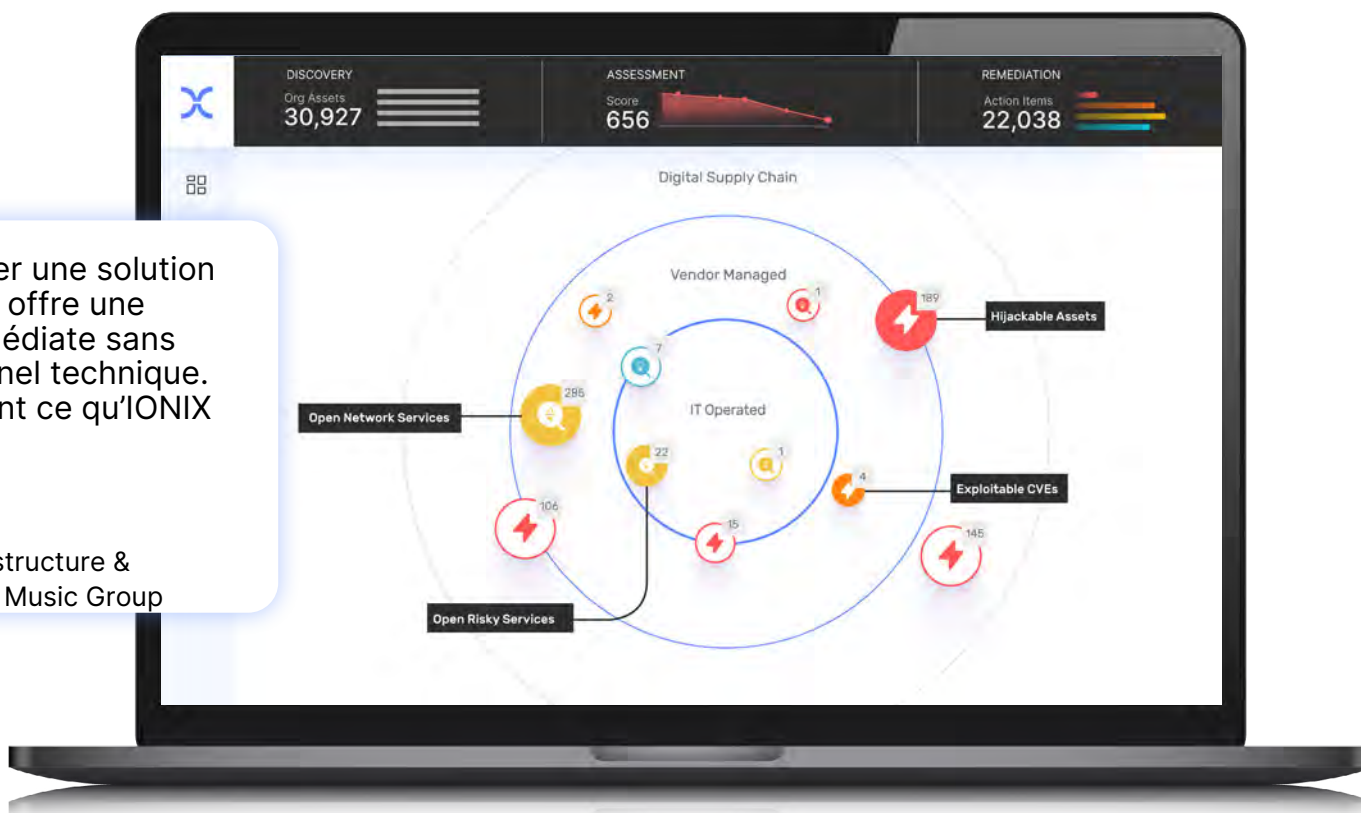 DISCOVERY
Org Assets
30,927
ASSESSMENT
Score
656
REMEDIATION
Action Items
22,038
Digital Supply Chain
Vendor Managed
IT Operated
2
1
189
Hijackable Assets
7
285
Open Network Services
22
1
4
Exploitable CVEs
106
15
145
Open Risky Services
er une solution
offre une
édiate sans
nel technique.
nt ce qu'IONIX
structure &
Music Group